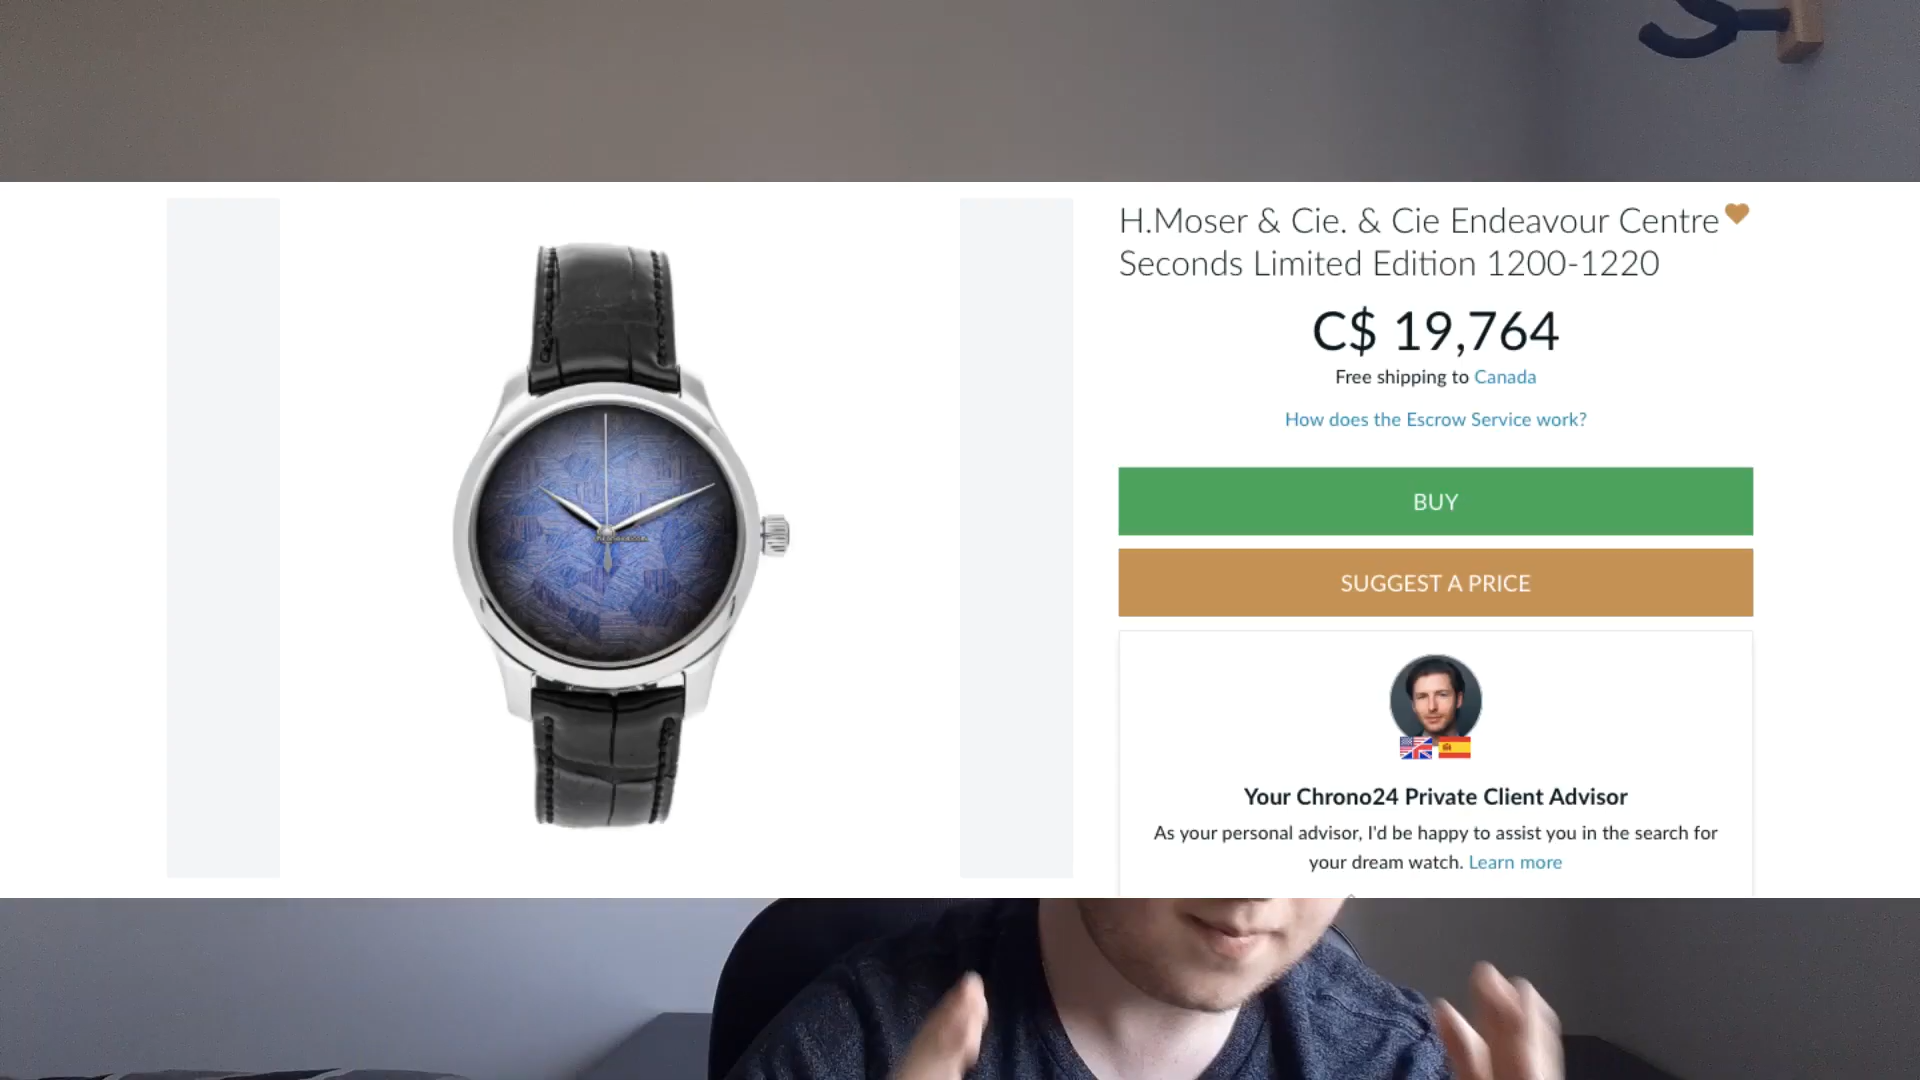 H.Moser & Cie. & Cie Endeavour Centre
Seconds Limited Edition 1200-1220
C$ 19,764
Free shipping to Canada
How does the Escrow Service work?
BUY
SUGGEST A PRICE
Your Chrono24 Private Client Advisor
As your personal advisor, I'd be happy to assist you in the search for
your dream watch. Learn more